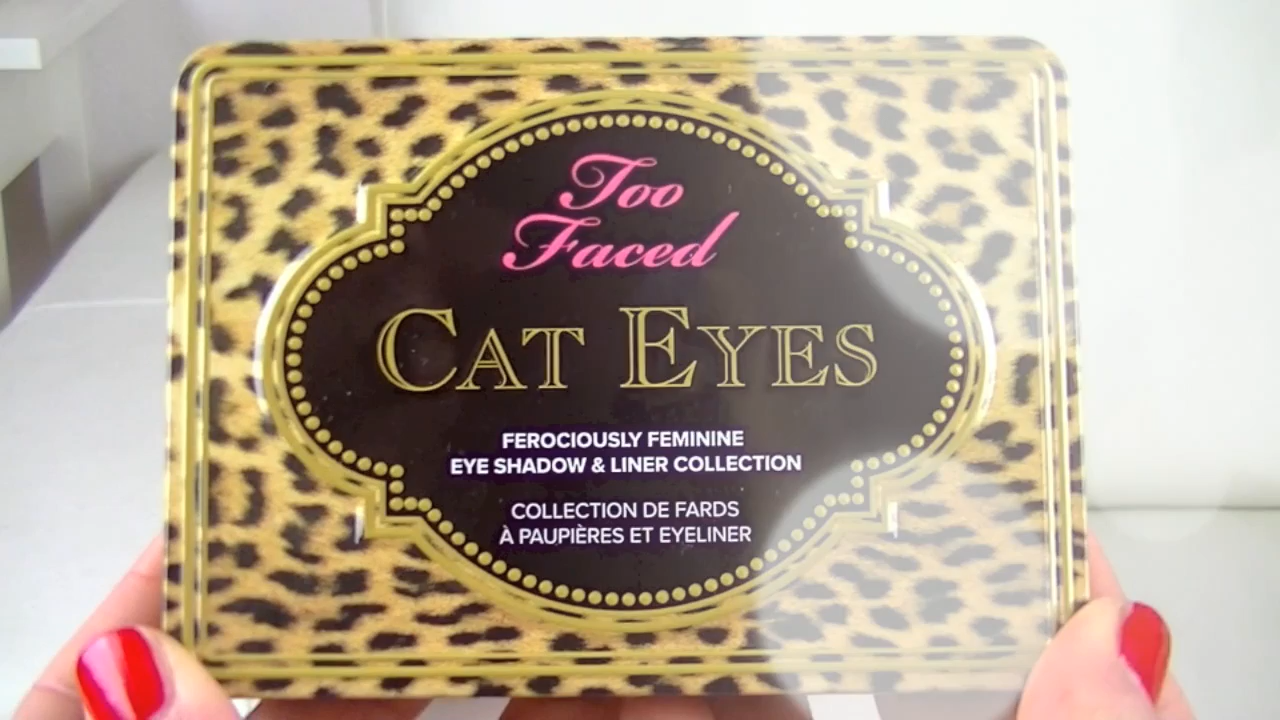 Too
Faced
CAT EYES
FEROCIOUSLY FEMININE
EYE SHADOW & LINER COLLECTION
COLLECTION DE FARDS
À PAUPIÈRES ET EYELINER